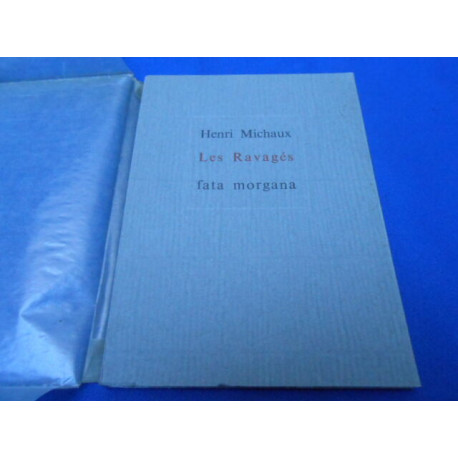 Henri Michaux
Les Ravagés
fata morgana